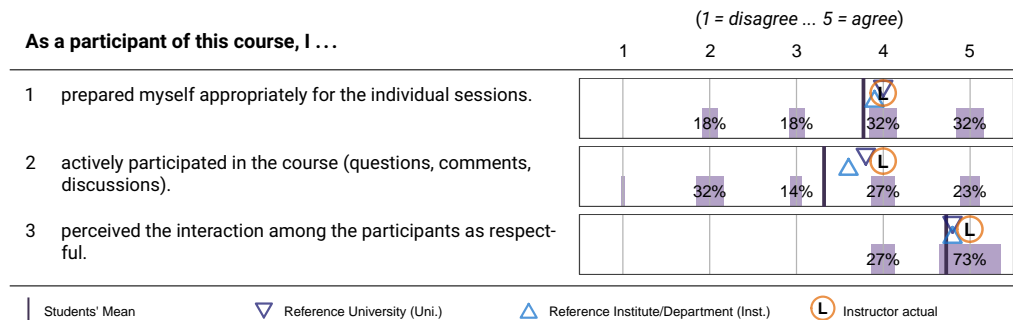 (1 = disagree ... 5 = agree)
As a participant of this course, I ...
1 2 3 4 5
1 prepared myself appropriately for the individual sessions.
L
18% 18% 32% 32%
2 actively participated in the course (questions, comments,
discussions).
L
32% 14% 27% 23%
3 perceived the interaction among the participants as respect-
ful.
L
27% 73%
Students' Mean Reference University (Uni.) Reference Institute/Department (Inst.) L Instructor actual